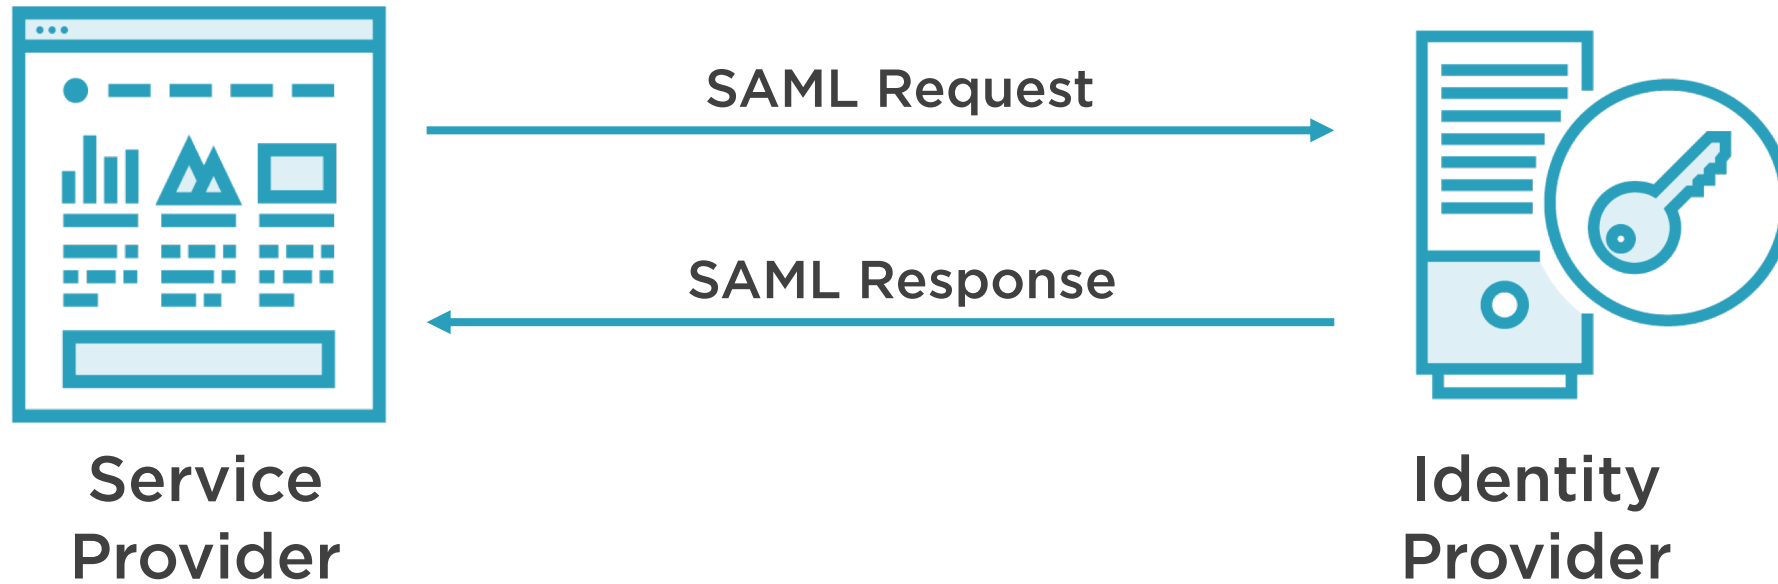 SAML Request
SAML Response
Service
Provider
Identity
Provider